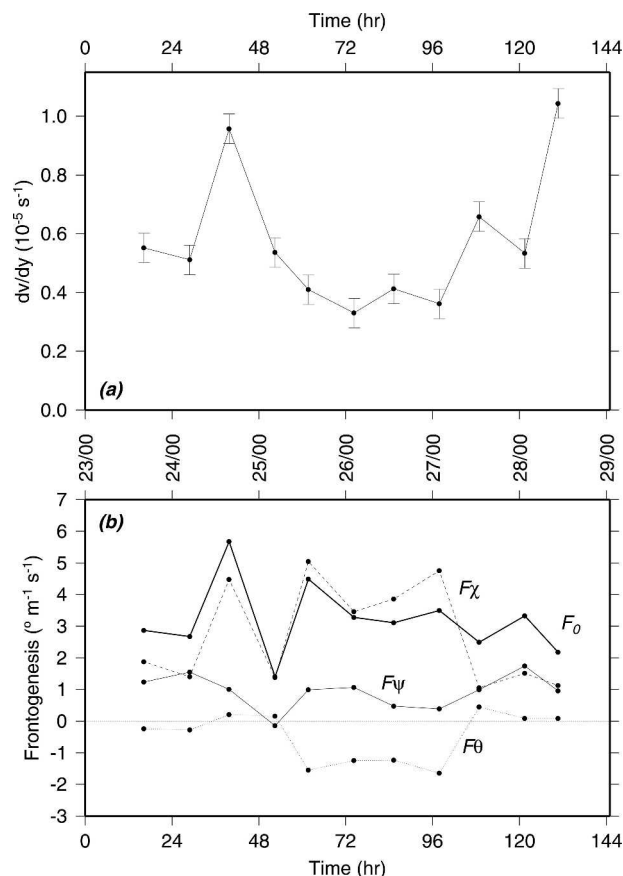 Time (hr)
0 24 48 72 96 120 144
1.0
0.8
0.6
0.4
0.2
0.0
dv/dy (10⁻⁵ s⁻¹)
(a)
23/00 24/00 25/00 26/00 27/00 28/00 29/00
7
6
5
4
3
2
1
0
-1
-2
-3
Frontogenesis (° m⁻¹ s⁻¹)
(b)
Fχ
F₀
Fψ
Fθ
0 24 48 72 96 120 144
Time (hr)